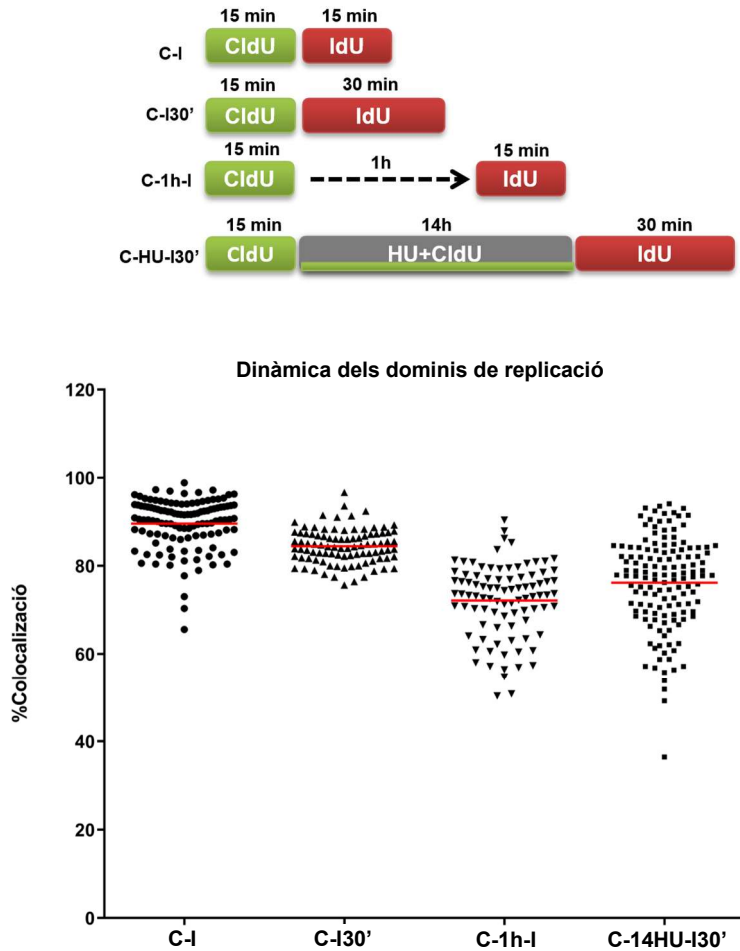 15 min 15 min
C-I CldU IdU
15 min 30 min
C-I30' CldU IdU
15 min 1h 15 min
C-1h-I CldU IdU
15 min 14h 30 min
C-HU-I30' CldU HU+CldU IdU
Dinàmica dels dominis de replicació
120
100
80
60
40
20
0
%Colocalizació
C-I C-I30' C-1h-I C-14HU-I30'